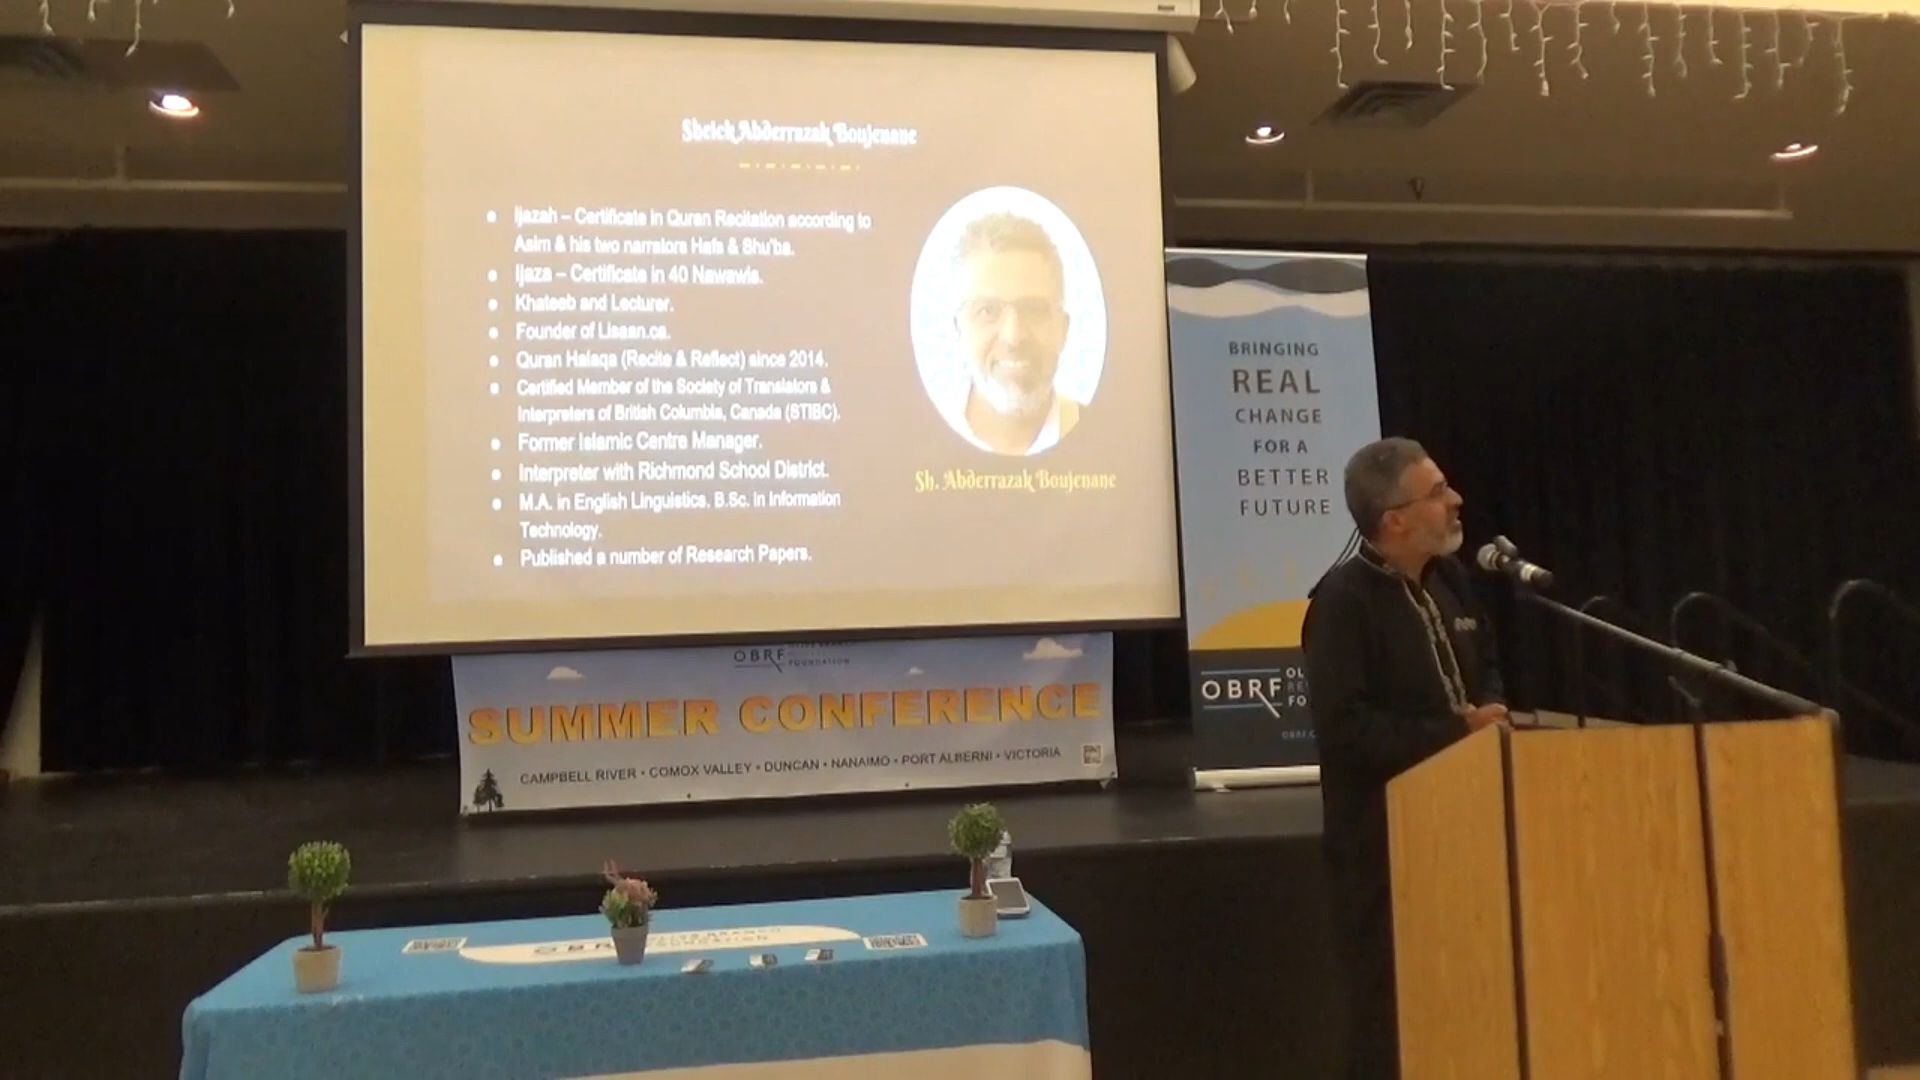 Sheick Abderrazak Boujenane
Ijazah – Certificate in Quran Recitation according to
Asim & his two narrators Hafs & Shu'ba.
Ijaza – Certificate in 40 Nawawis.
Khateeb and Lecturer.
Founder of Lisaan.ca.
Quran Halaqa (Recite & Reflect) since 2014.
Certified Member of the Society of Translators &
Interpreters of British Columbia, Canada (STIBC).
Former Islamic Centre Manager.
Interpreter with Richmond School District.
M.A. in English Linguistics. B.Sc. in Information
Technology.
Published a number of Research Papers.
Sh. Abderrazak Boujenane
BRINGING
REAL
CHANGE
FOR A
BETTER
FUTURE
OBRF
OL
RE
FO
OBRF
FOUNDATION
SUMMER CONFERENCE
CAMPBELL RIVER • COMOX VALLEY • DUNCAN • NANAIMO • PORT ALBERNI • VICTORIA